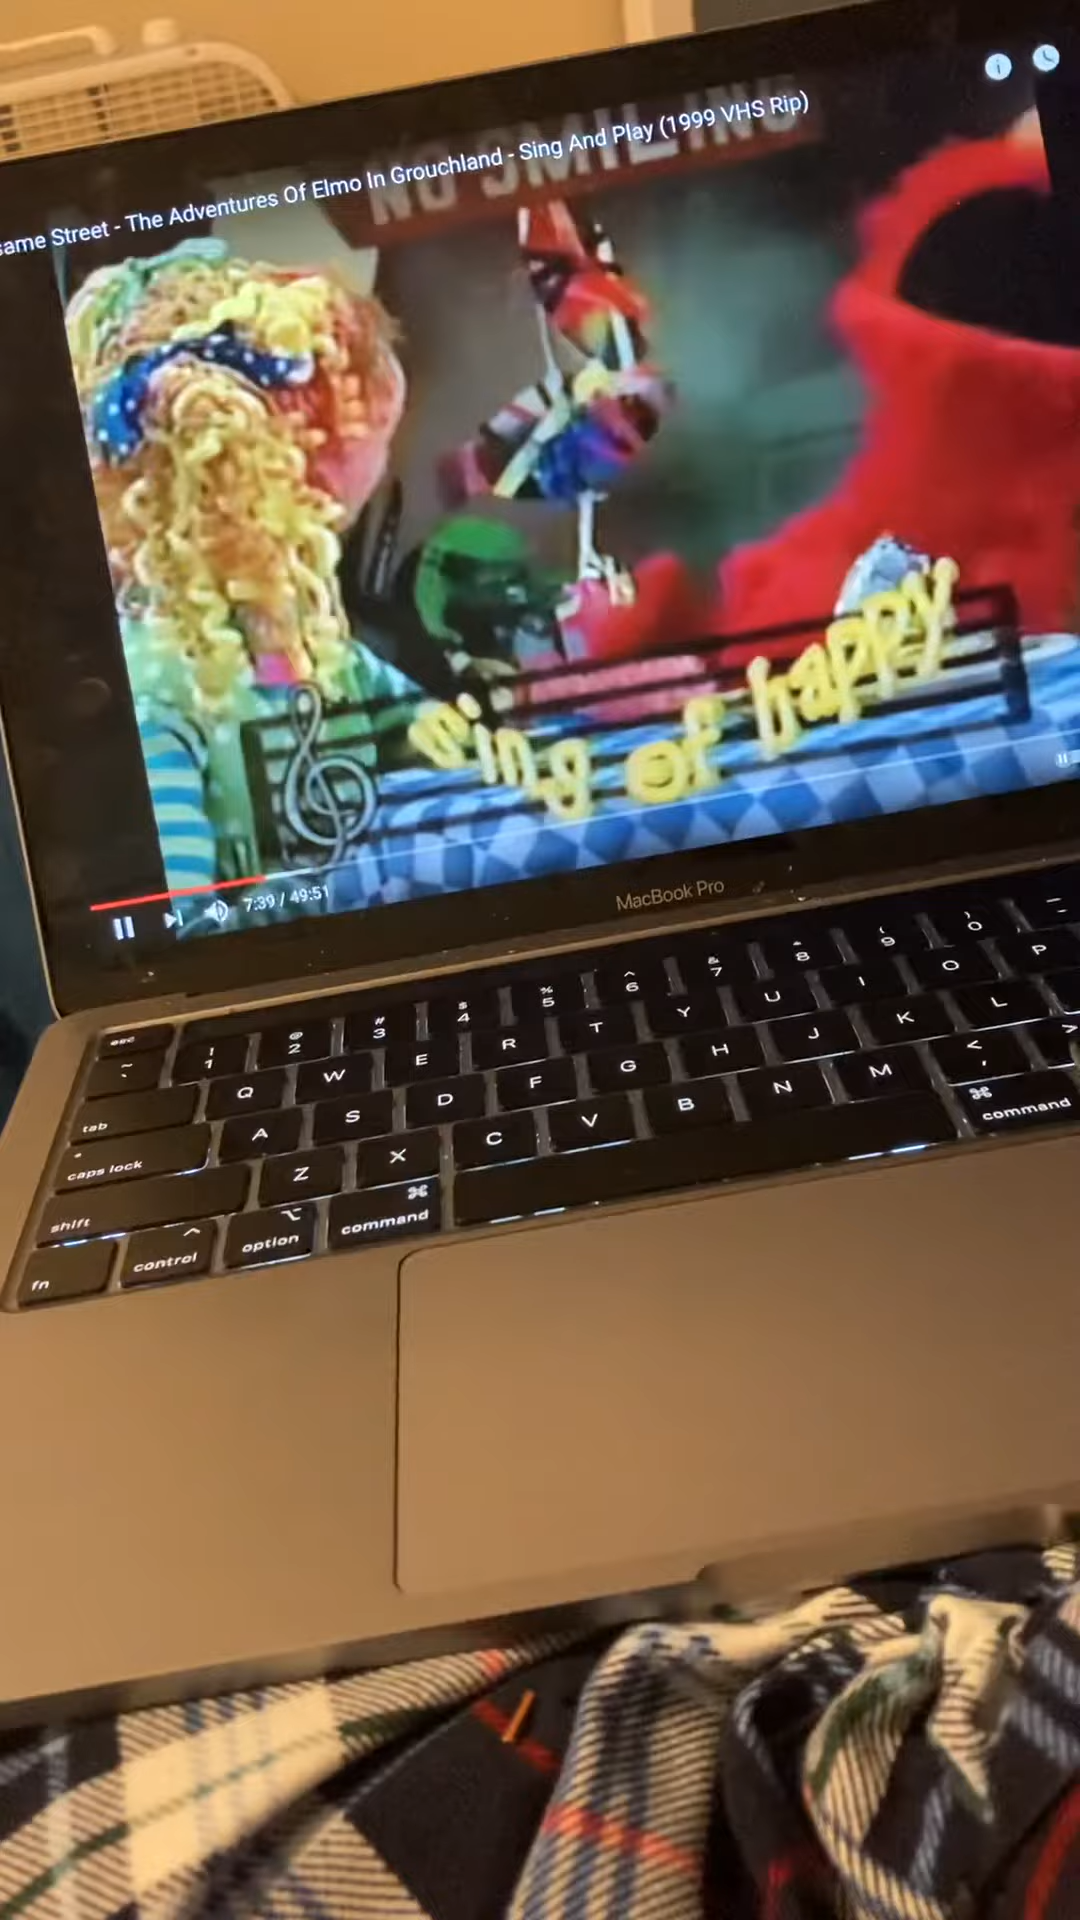 NO SMILING
same Street - The Adventures Of Elmo In Grouchland - Sing And Play (1999 VHS Rip)
sing of happy
7:39 / 49:51
MacBook Pro
esc
~ ! 1 @ 2 # 3 $ 4 % 5 ^ 6 & 7 * 8 ( 9 ) 0
tab Q W E R T Y U I O P
caps lock A S D F G H J K L
shift Z X C V B N M < , >
fn ^ control ⌥ option ⌘ command ⌘ command